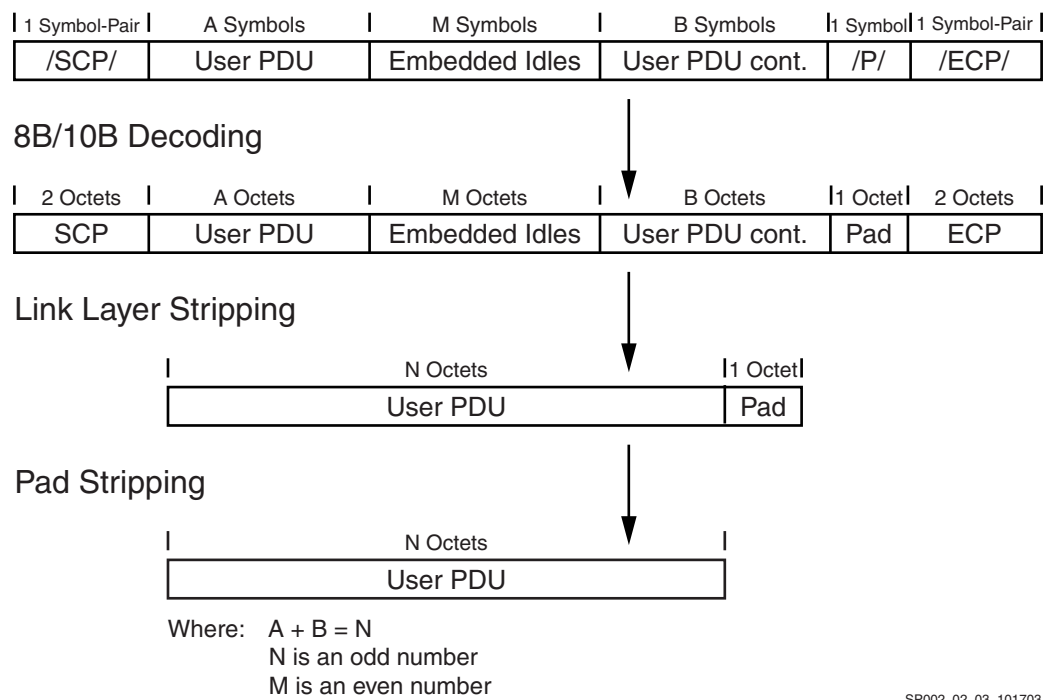 1 Symbol-Pair A Symbols M Symbols B Symbols 1 Symbol 1 Symbol-Pair
/SCP/ User PDU Embedded Idles User PDU cont. /P/ /ECP/
8B/10B Decoding
2 Octets A Octets M Octets B Octets 1 Octet 2 Octets
SCP User PDU Embedded Idles User PDU cont. Pad ECP
Link Layer Stripping
N Octets 1 Octet
User PDU Pad
Pad Stripping
N Octets
User PDU
Where: A + B = N
N is an odd number
M is an even number
SP002_02_03_101703